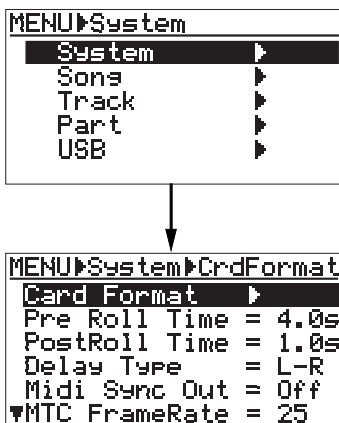 MENU▶System
System ▶
Song ▶
Track ▶
Part ▶
USB ▶
MENU▶System▶CrdFormat
Card Format ▶
Pre Roll Time = 4.0s
PostRoll Time = 1.0s
Delay Type = L-R
Midi Sync Out = Off
▼MTC FrameRate = 25